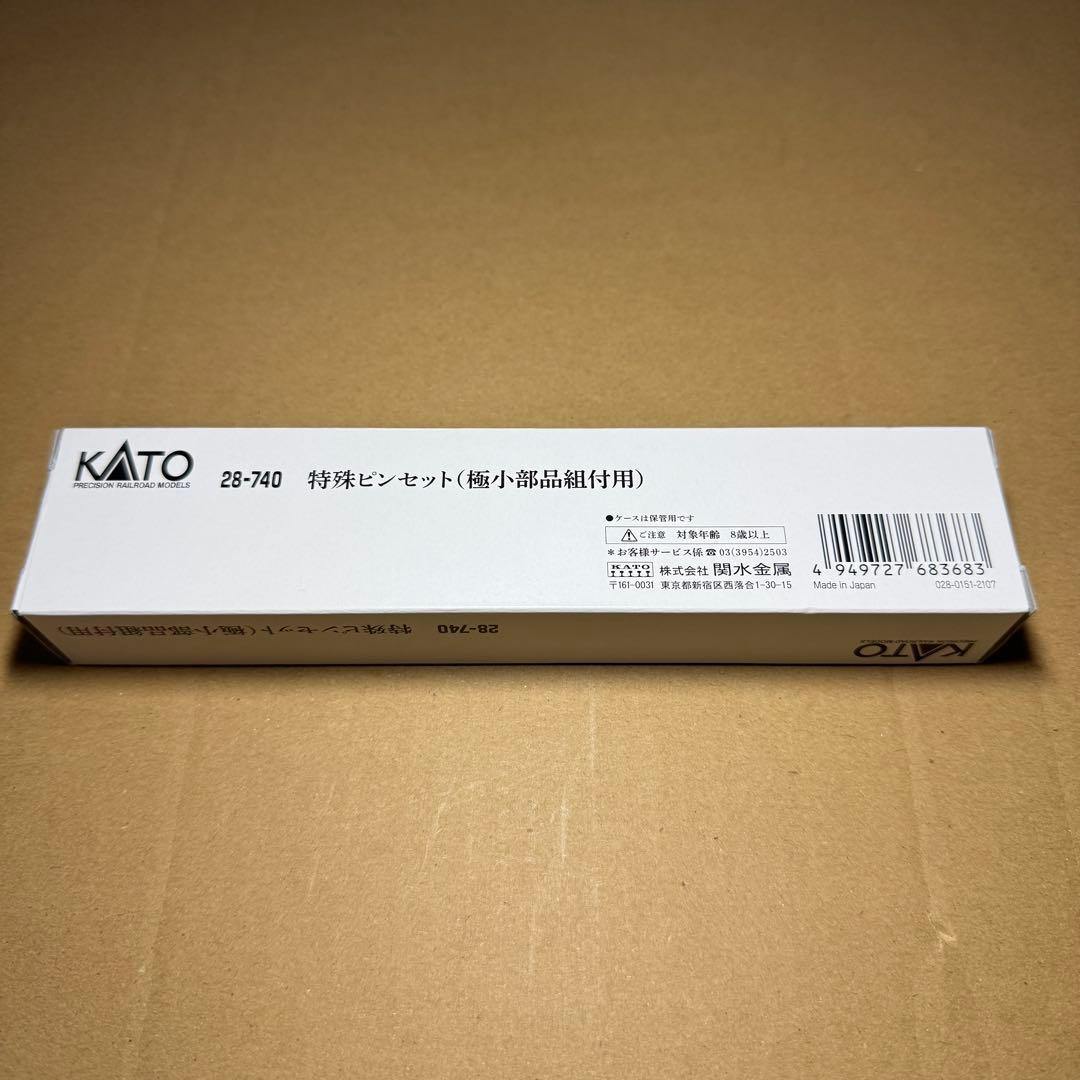 KATO
PRECISION RAILROAD MODELS
28-740 特殊ピンセット(極小部品組付用)
●ケースは保管用です
ご注意 対象年齢 8歳以上
*お客様サービス係☎03(3954)2503
KATO 株式会社 関水金属
〒161-0031 東京都新宿区西落合1-30-15
4 949727 683683
Made in Japan 028-0151-2107
28-740 特殊ピンセット(極小部品組付用)
KATO
PRECISION RAILROAD MODELS